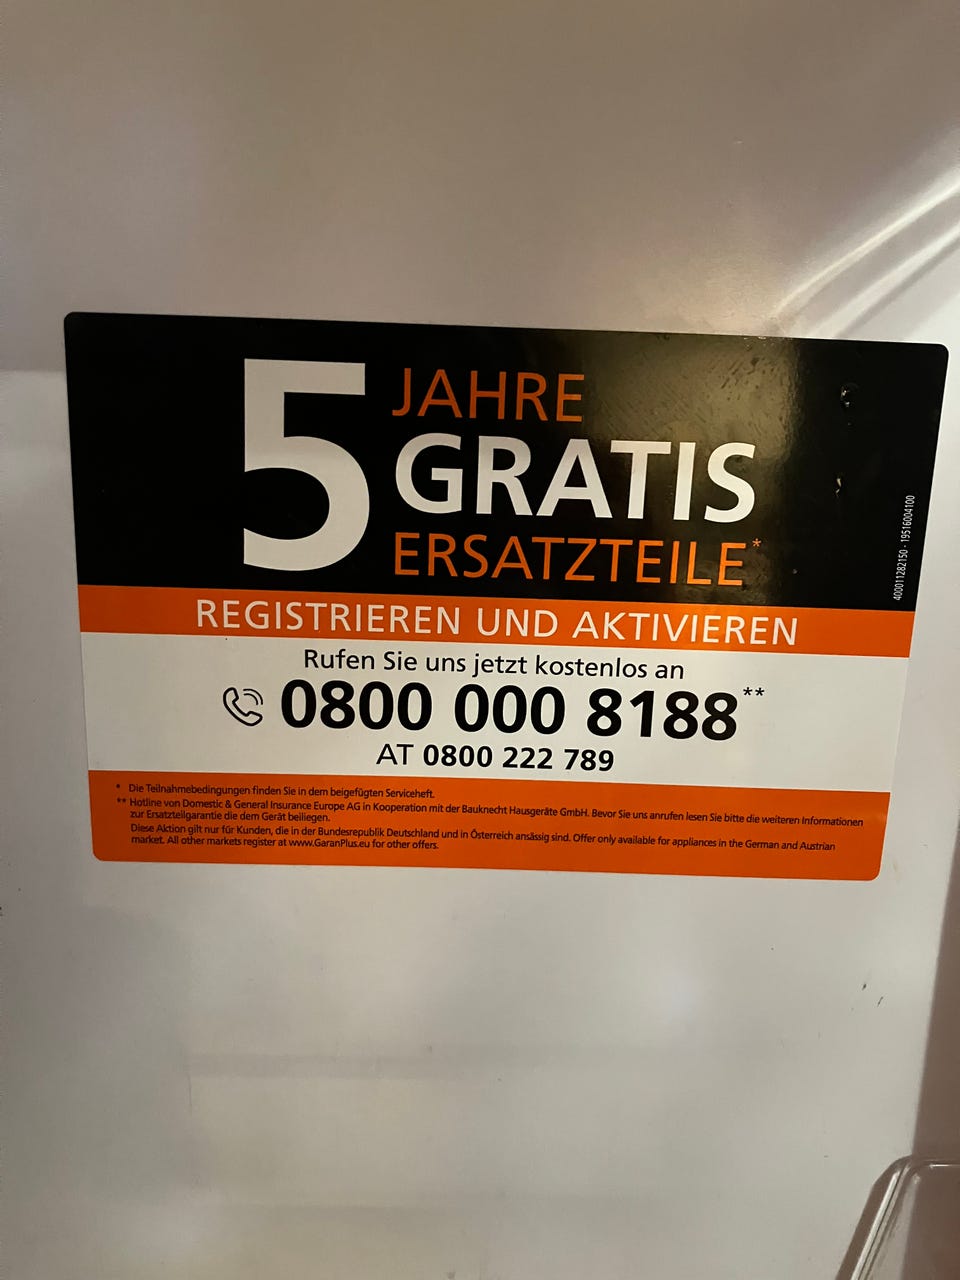 5 JAHRE
GRATIS
ERSATZTEILE*
REGISTRIEREN UND AKTIVIEREN
Rufen Sie uns jetzt kostenlos an
0800 000 8188**
AT 0800 222 789
* Die Teilnahmebedingungen finden Sie in dem beigefügten Serviceheft.
** Hotline von Domestic & General Insurance Europe AG in Kooperation mit der Bauknecht Hausgeräte GmbH. Bevor Sie uns anrufen lesen Sie bitte die weiteren Informationen
zur Ersatzteilgarantie die dem Gerät beiliegen.
Diese Aktion gilt nur für Kunden, die in der Bundesrepublik Deutschland und in Österreich ansässig sind. Offer only available for appliances in the German and Austrian
market. All other markets register at www.GaranPlus.eu for other offers.
400011282150 - 19516004100